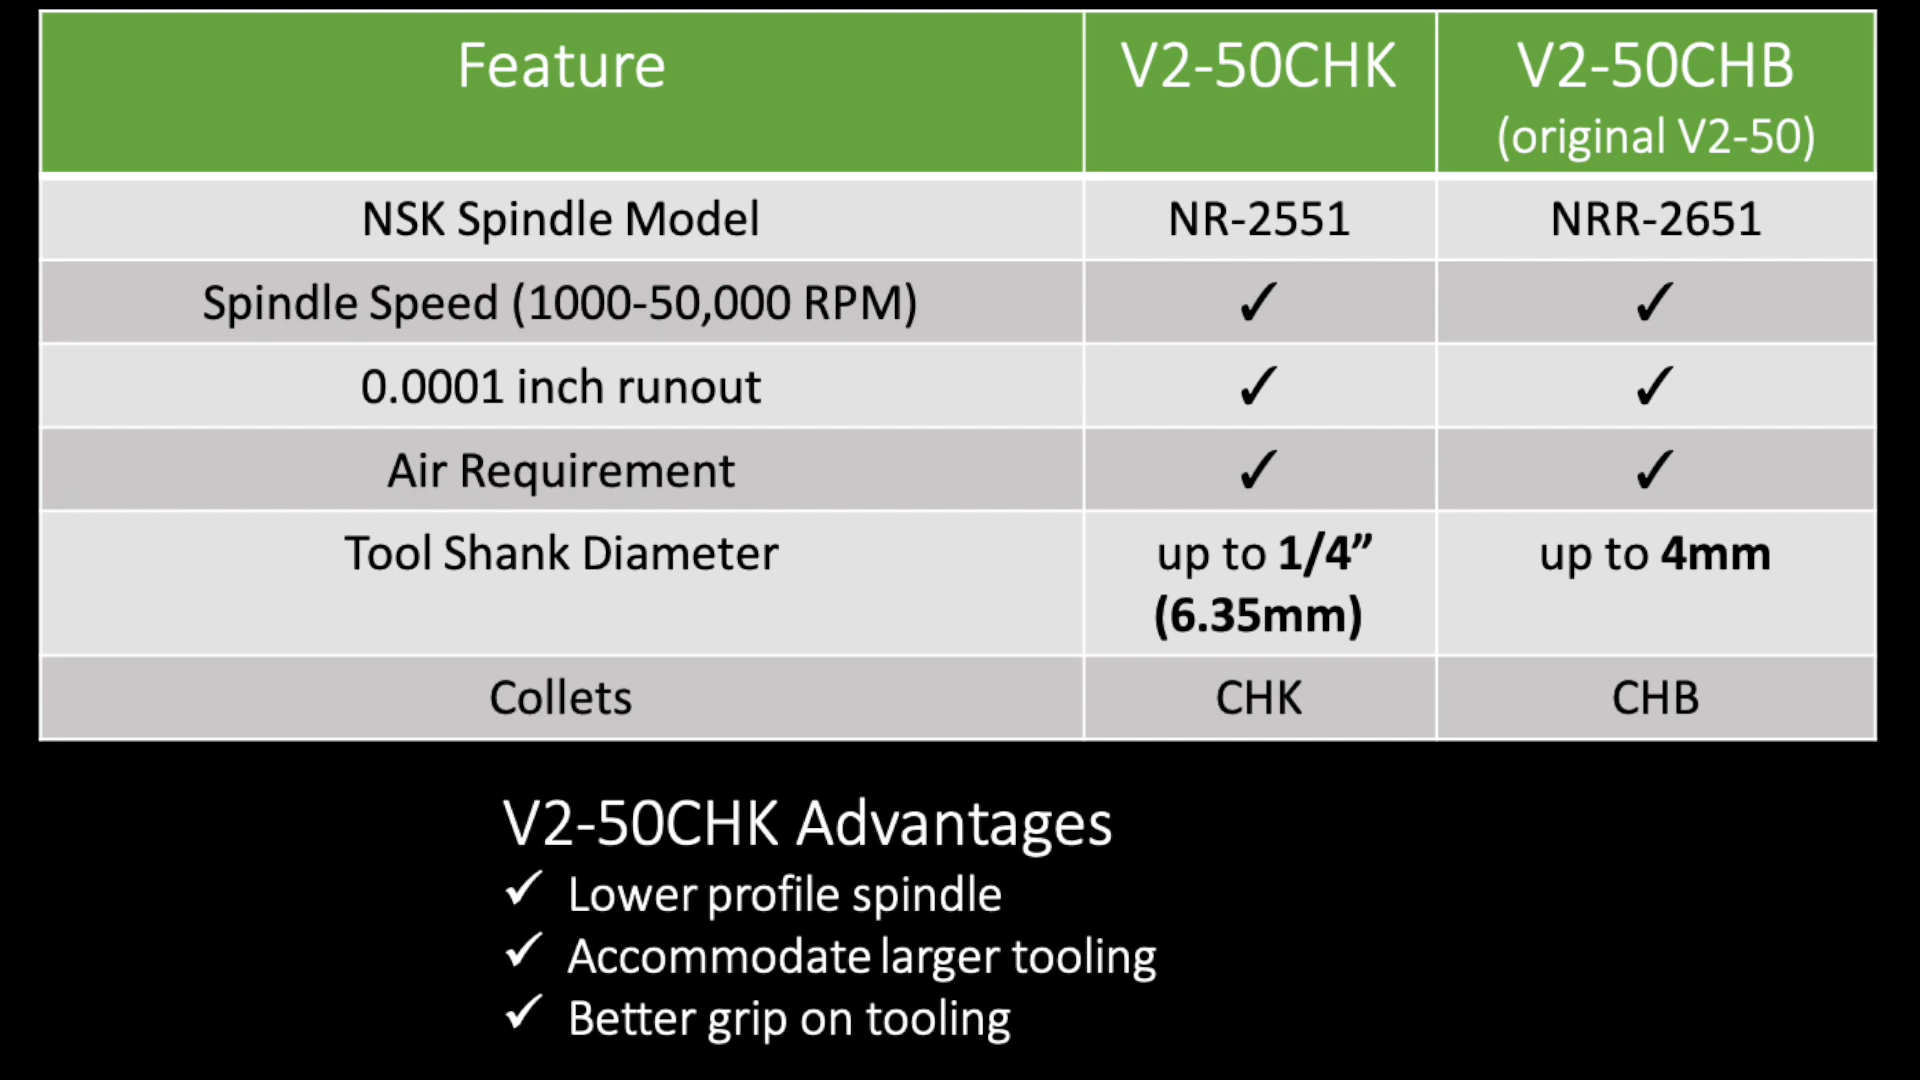 Feature V2-50CHK V2-50CHB
(original V2-50)
NSK Spindle Model NR-2551 NRR-2651
Spindle Speed (1000-50,000 RPM) ✓ ✓
0.0001 inch runout ✓ ✓
Air Requirement ✓ ✓
Tool Shank Diameter up to 1/4” up to 4mm
(6.35mm)
Collets CHK CHB
V2-50CHK Advantages
✓ Lower profile spindle
✓ Accommodate larger tooling
✓ Better grip on tooling